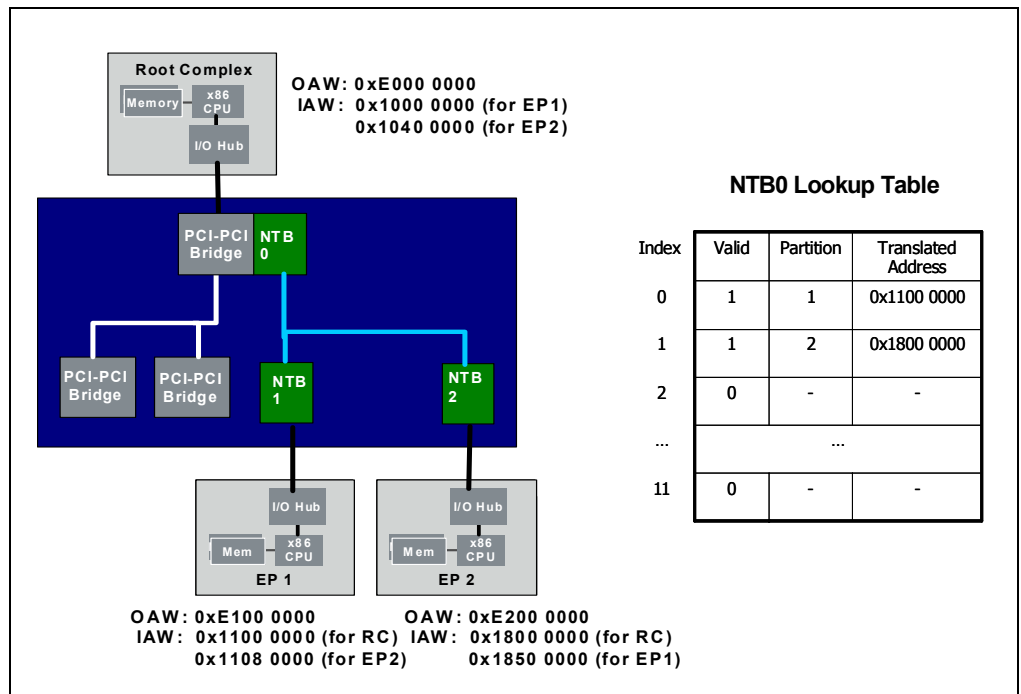 Root Complex
Memory
x86
CPU
I/O Hub
OAW: 0xE000 0000
IAW: 0x1000 0000 (for EP1)
0x1040 0000 (for EP2)
PCI-PCI
Bridge
NTB
0
PCI-PCI
Bridge
PCI-PCI
Bridge
NTB
1
NTB
2
I/O Hub
Mem
x86
CPU
EP 1
I/O Hub
Mem
x86
CPU
EP 2
OAW: 0xE100 0000
IAW: 0x1100 0000 (for RC)
0x1108 0000 (for EP2)
OAW: 0xE200 0000
IAW: 0x1800 0000 (for RC)
0x1850 0000 (for EP1)
NTB0 Lookup Table
Index Valid Partition Translated
Address
0 1 1 0x1100 0000
1 1 2 0x1800 0000
2 0 - -
... ...
11 0 - -